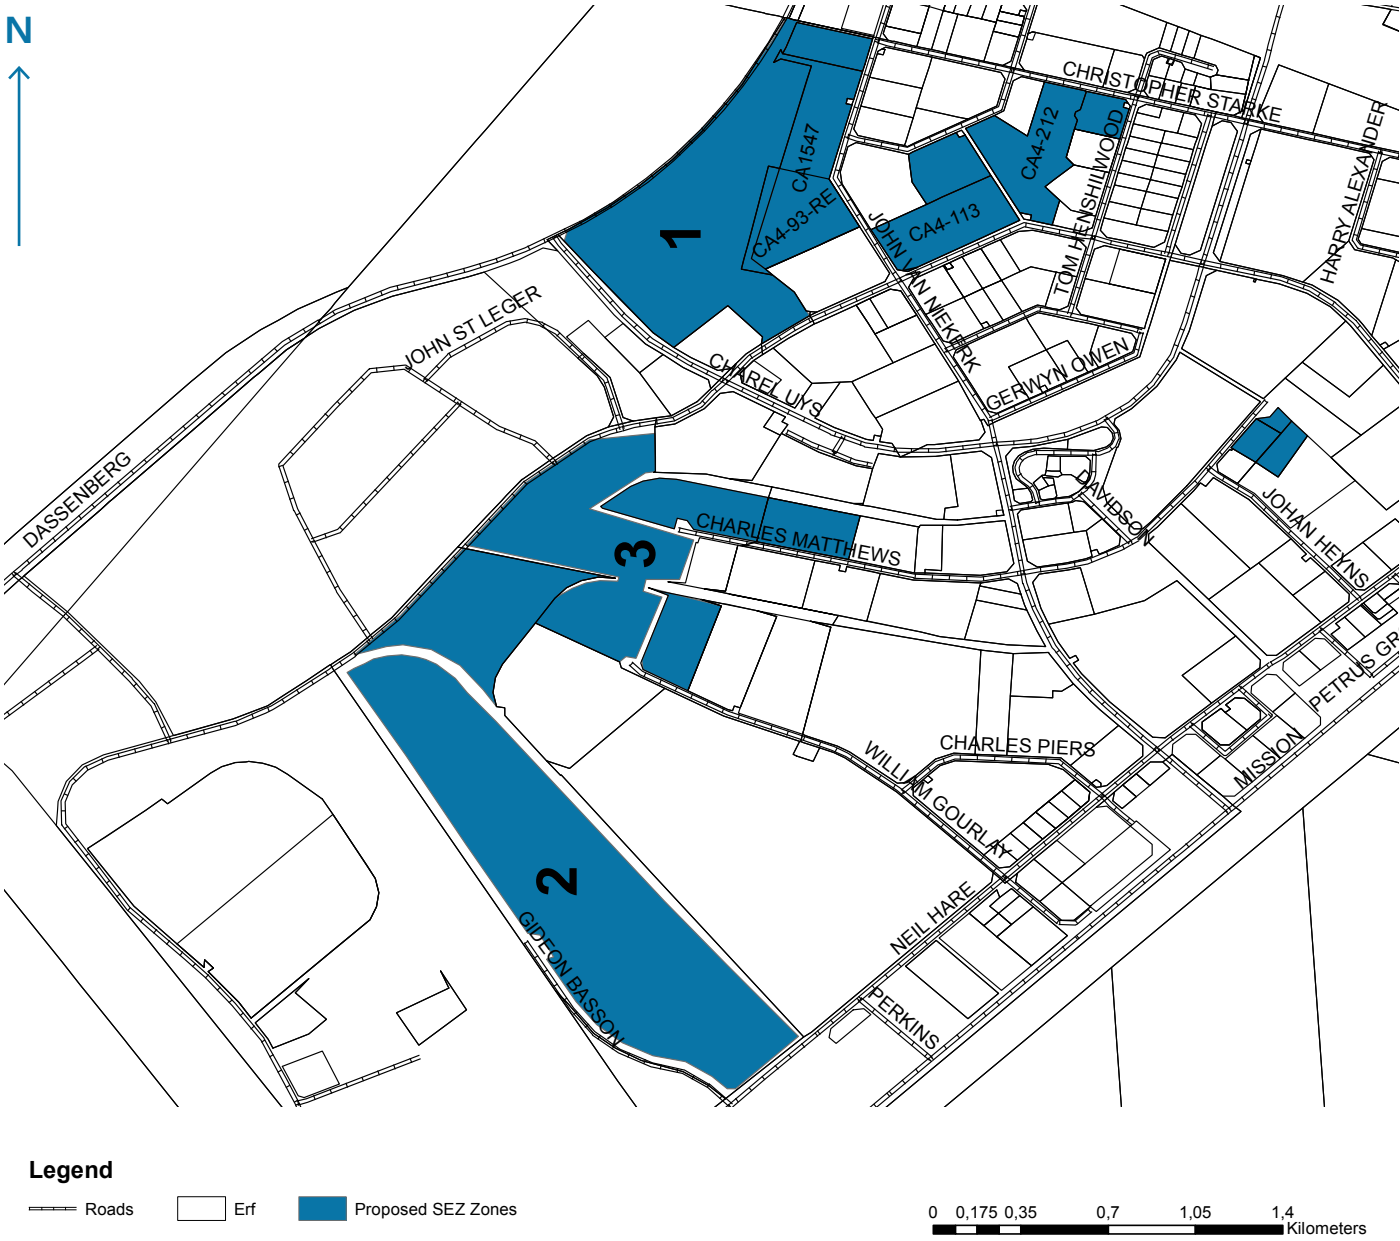 N
CHRISTOPHER STARKE
HARRY ALEXANDER
CA4-212
TOM HENSHILWOOD
CA1547
CA4-93-RE
CA4-113
1
JOHN VAN NIEKERK
JOHN ST LEGER
CHAREL UYS
GERWYN OWEN
DASSENBERG
DAVIDSON
JOHAN HEYNS
CHARLES MATTHEWS
3
PETRUS GR
CHARLES PIERS
MISSION
WILLIAM GOURLAY
2
NEIL HARE
GIDEON BASSON
PERKINS
Legend
Roads
Erf
Proposed SEZ Zones
0 0,175 0,35 0,7 1,05 1,4
Kilometers